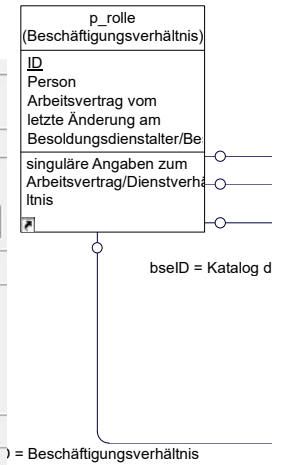 p_rolle
(Beschäftigungsverhältnis)
ID
Person
Arbeitsvertrag vom
letzte Änderung am
Besoldungsdienstalter/Be
singuläre Angaben zum
Arbeitsvertrag/Dienstverhä
ltnis
bseID = Katalog d
= Beschäftigungsverhältnis